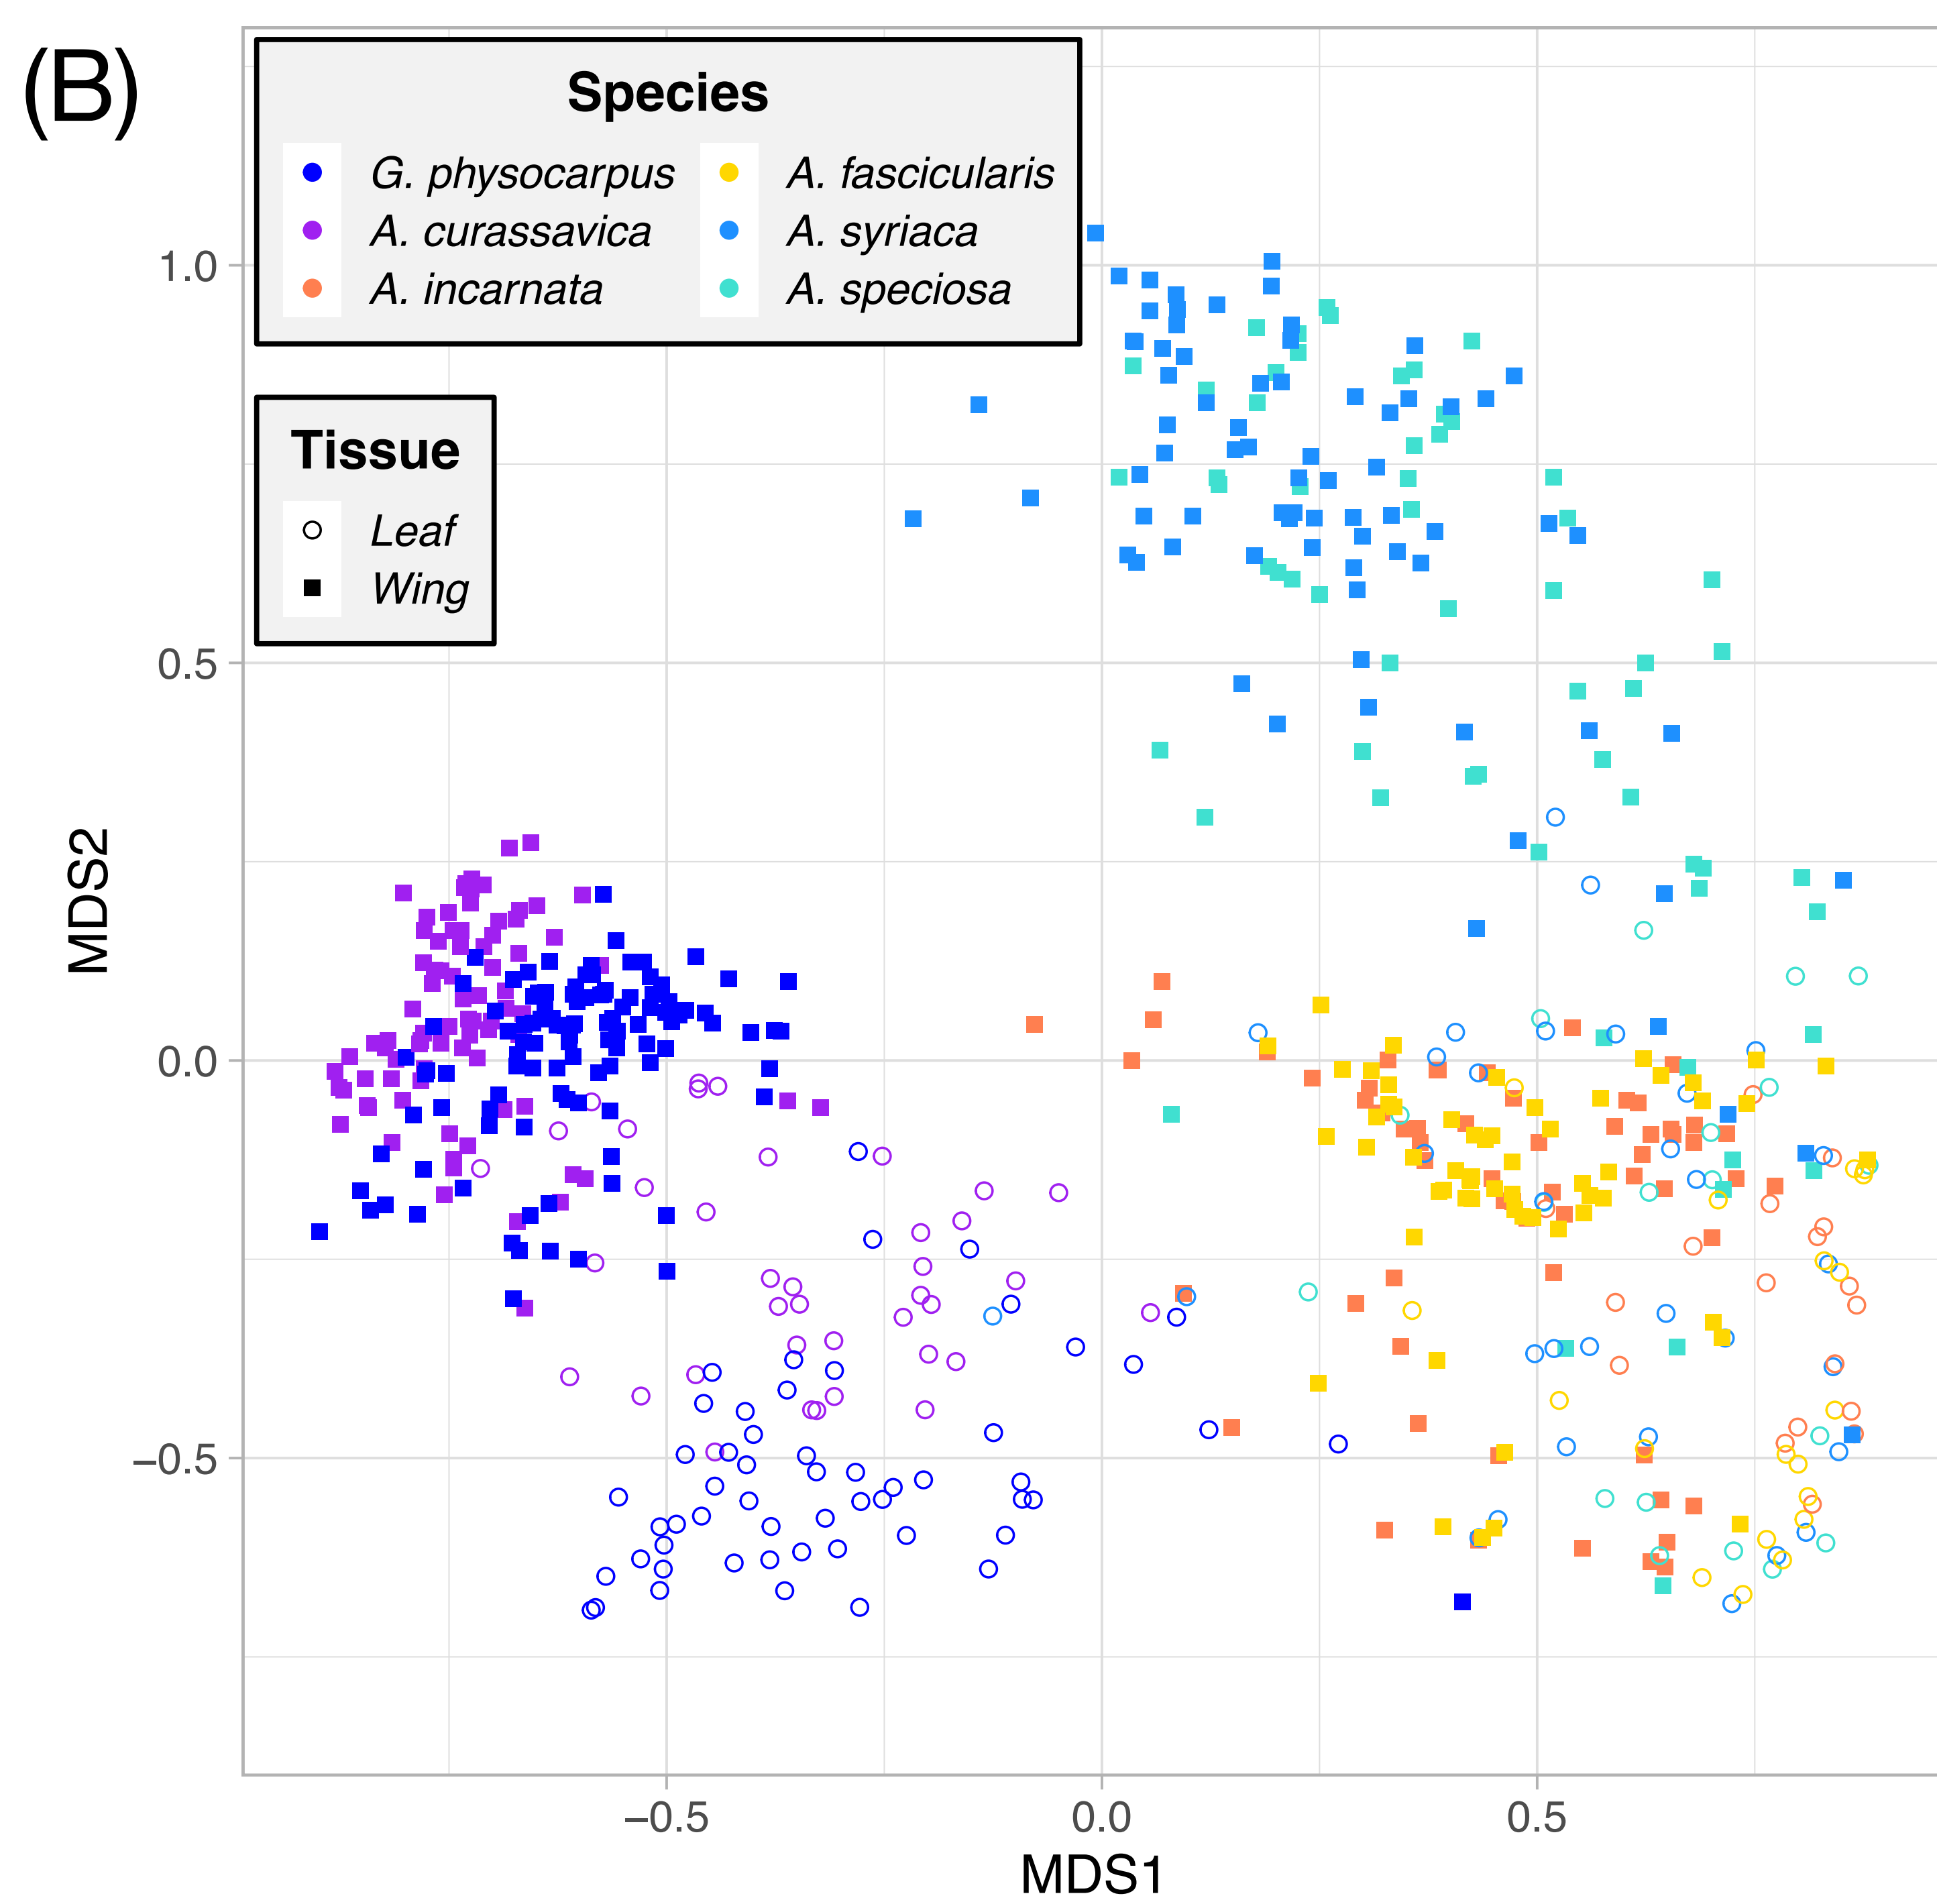 (B)
Species
G. physocarpus
A. fascicularis
A. curassavica
A. syriaca
A. incarnata
A. speciosa
Tissue
Leaf
Wing
MDS2
1.0
0.5
0.0
−0.5
−0.5
0.0
0.5
MDS1